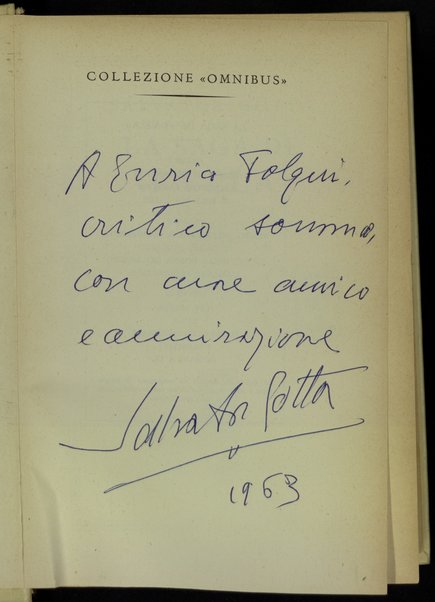 COLLEZIONE «OMNIBUS»
A Enrico Falqui,
critico sommo,
con cuore amico
e ammirazione
Salvator Gotta
1963